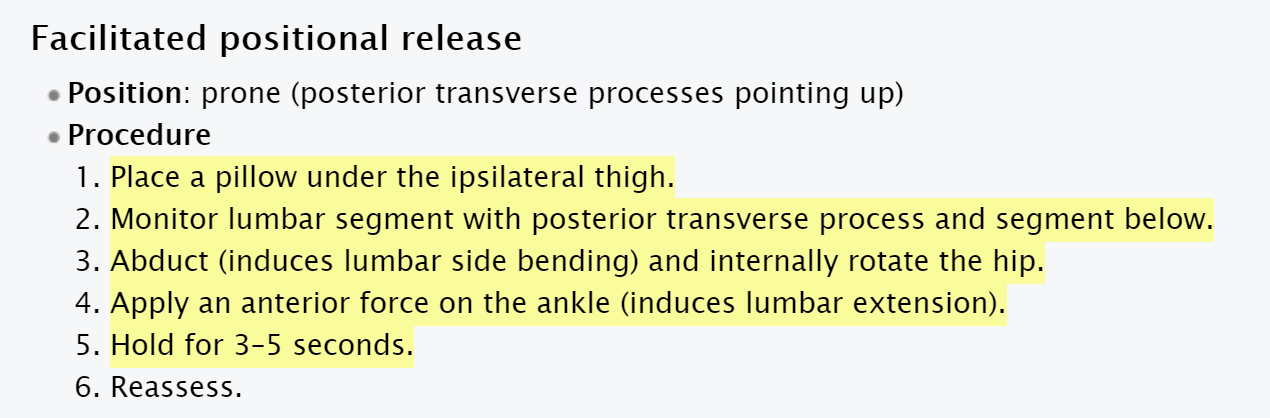 Facilitated positional release
Position: prone (posterior transverse processes pointing up)
Procedure
1. Place a pillow under the ipsilateral thigh.
2. Monitor lumbar segment with posterior transverse process and segment below.
3. Abduct (induces lumbar side bending) and internally rotate the hip.
4. Apply an anterior force on the ankle (induces lumbar extension).
5. Hold for 3–5 seconds.
6. Reassess.